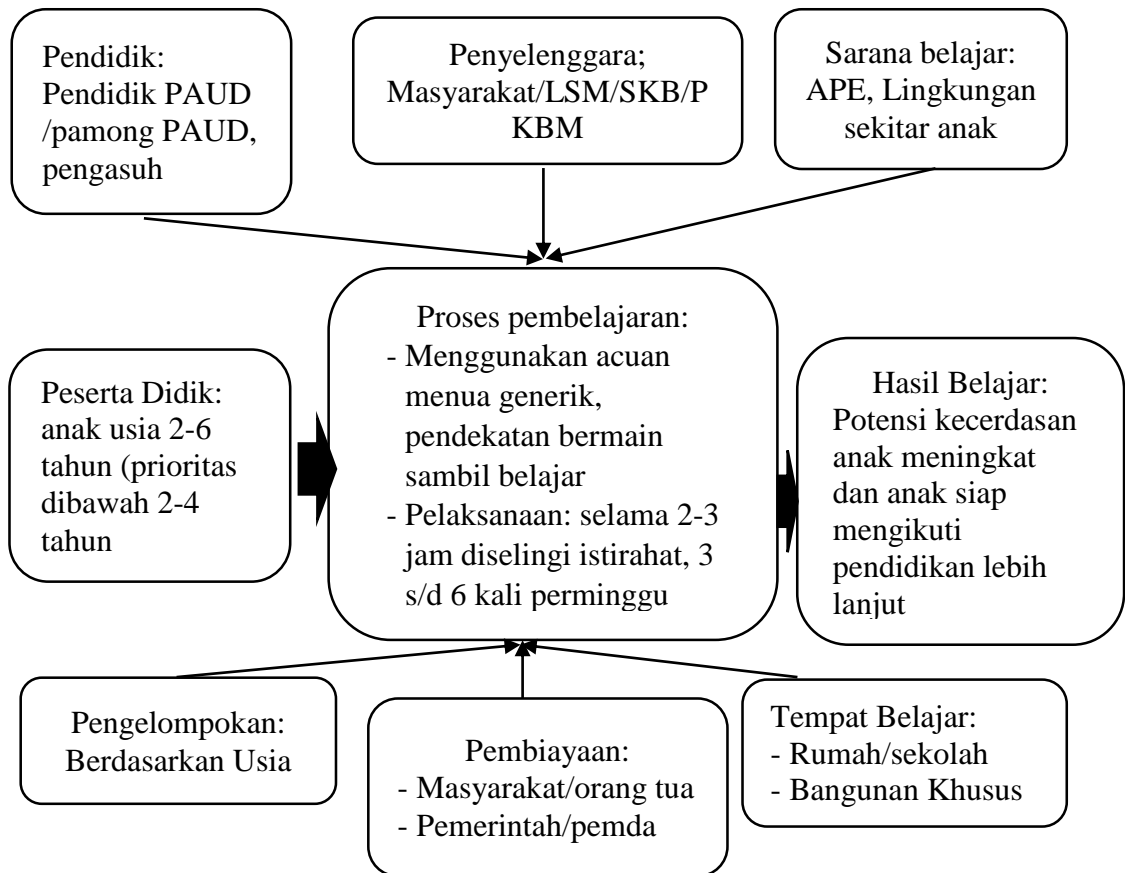 Pendidik:
Pendidik PAUD
/pamong PAUD,
pengasuh
Penyelenggara;
Masyarakat/LSM/SKB/P
KBM
Sarana belajar:
APE, Lingkungan
sekitar anak
Peserta Didik:
anak usia 2-6
tahun (prioritas
dibawah 2-4
tahun
Proses pembelajaran:
- Menggunakan acuan
menua generik,
pendekatan bermain
sambil belajar
- Pelaksanaan: selama 2-3
jam diselingi istirahat, 3
s/d 6 kali perminggu
Hasil Belajar:
Potensi kecerdasan
anak meningkat
dan anak siap
mengikuti
pendidikan lebih
lanjut
Pengelompokan:
Berdasarkan Usia
Pembiayaan:
- Masyarakat/orang tua
- Pemerintah/pemda
Tempat Belajar:
- Rumah/sekolah
- Bangunan Khusus